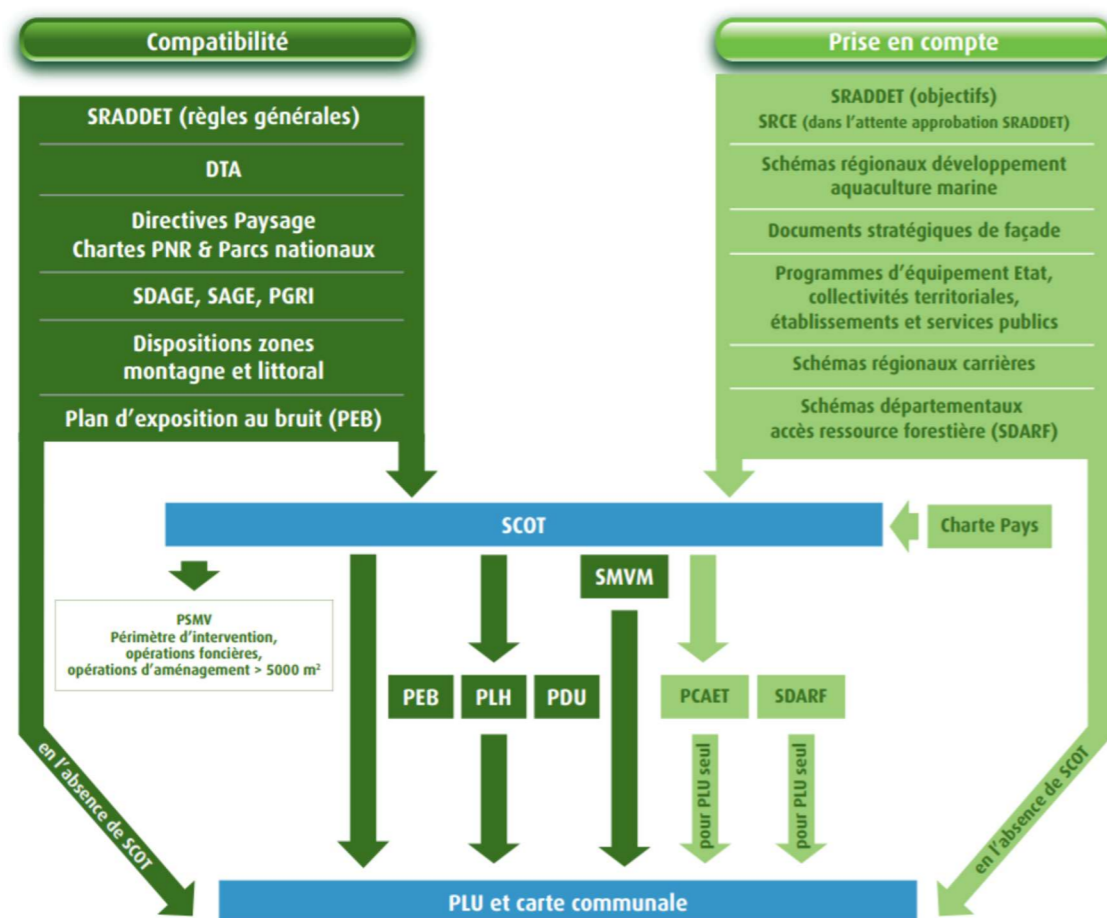 Compatibilité
SRADDET (règles générales)
DTA
Directives Paysage
Chartes PNR & Parcs nationaux
SDAGE, SAGE, PGRI
Dispositions zones
montagne et littoral
Plan d'exposition au bruit (PEB)
Prise en compte
SRADDET (objectifs)
SRCE (dans l'attente approbation SRADDET)
Schémas régionaux développement
aquaculture marine
Documents stratégiques de façade
Programmes d'équipement Etat,
collectivités territoriales,
établissements et services publics
Schémas régionaux carrières
Schémas départementaux
accès ressource forestière (SDARF)
SCOT
Charte Pays
SMVM
PSMV
Périmètre d'intervention,
opérations foncières,
opérations d'aménagement > 5000 m²
PEB
PLH
PDU
PCAET
SDARF
en l'absence de SCOT
pour PLU seul
pour PLU seul
en l'absence de SCOT
PLU et carte communale